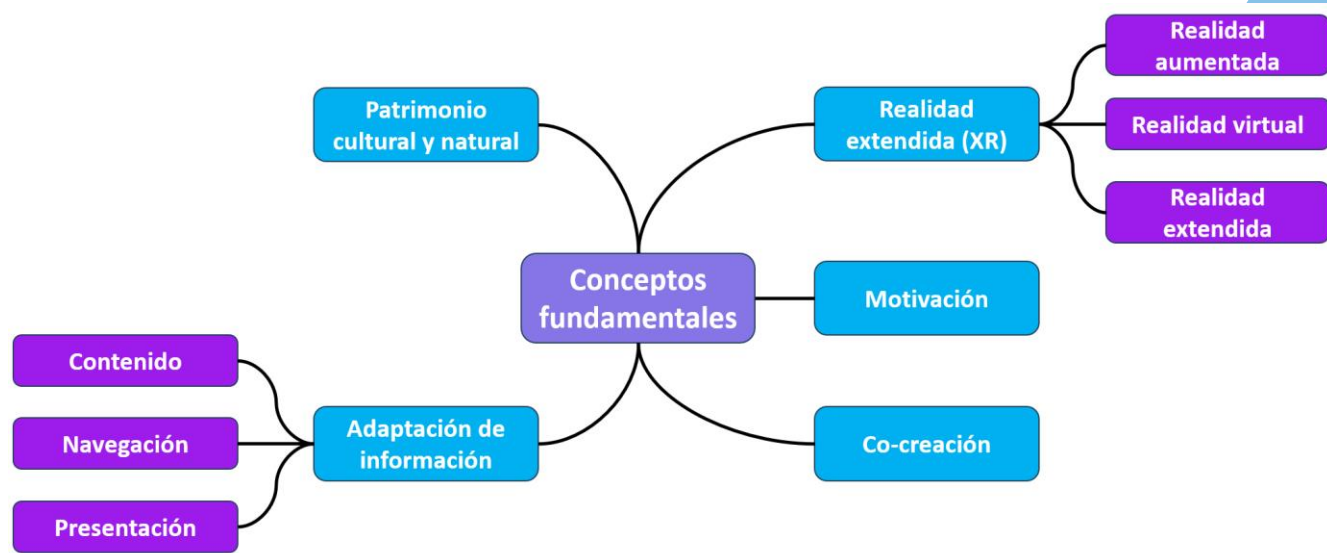 Conceptos
fundamentales
Patrimonio
cultural y natural
Realidad
extendida (XR)
Realidad
aumentada
Realidad virtual
Realidad
extendida
Motivación
Co-creación
Adaptación de
información
Contenido
Navegación
Presentación